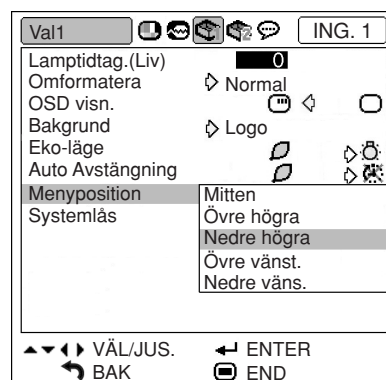 Val1 ING. 1
Lamptidtag.(Liv) 0
Omformatera Normal
OSD visn.
Bakgrund Logo
Eko-läge
Auto Avstängning
Menyposition Mitten
Systemlås Övre högra
Nedre högra
Övre vänst.
Nedre väns.
VÄL/JUS. ENTER
BAK END